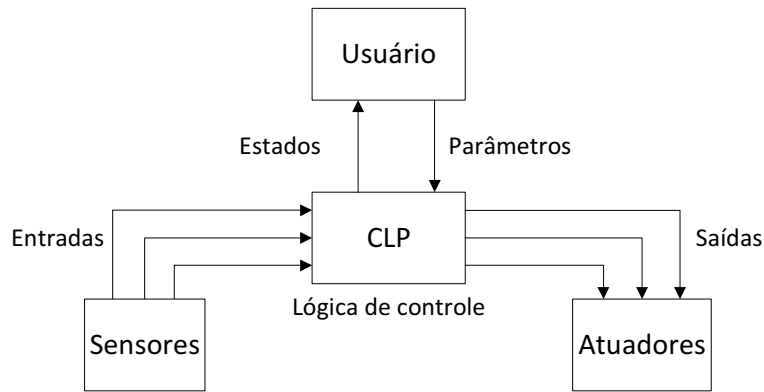 Usuário
Estados
Parâmetros
Entradas
CLP
Saídas
Lógica de controle
Sensores
Atuadores